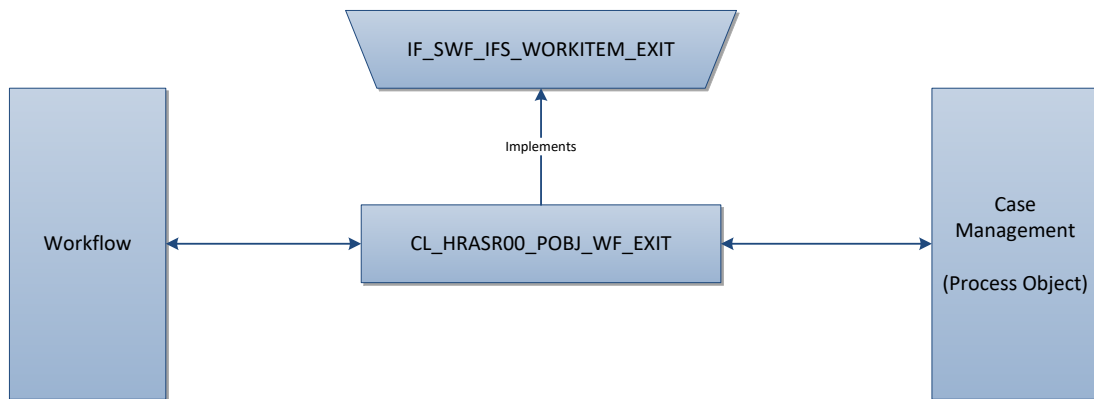 IF_SWF_IFS_WORKITEM_EXIT
Implements
Workflow
CL_HRASR00_POBJ_WF_EXIT
Case
Management
(Process Object)